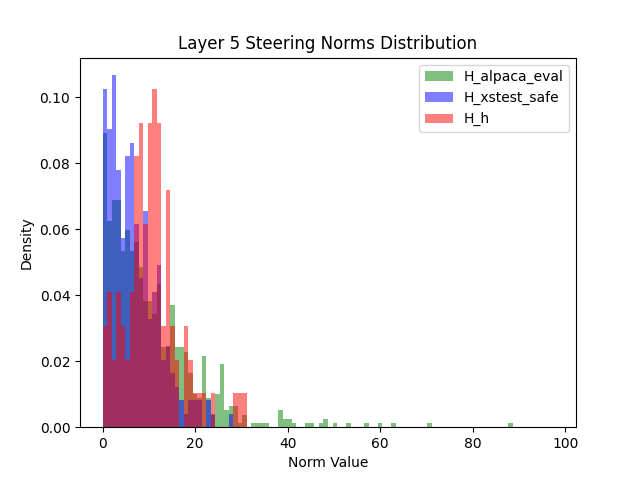 Layer 5 Steering Norms Distribution
H_alpaca_eval
H_xstest_safe
H_h
Density
0.10
0.08
0.06
0.04
0.02
0.00
0
20
40
60
80
100
Norm Value